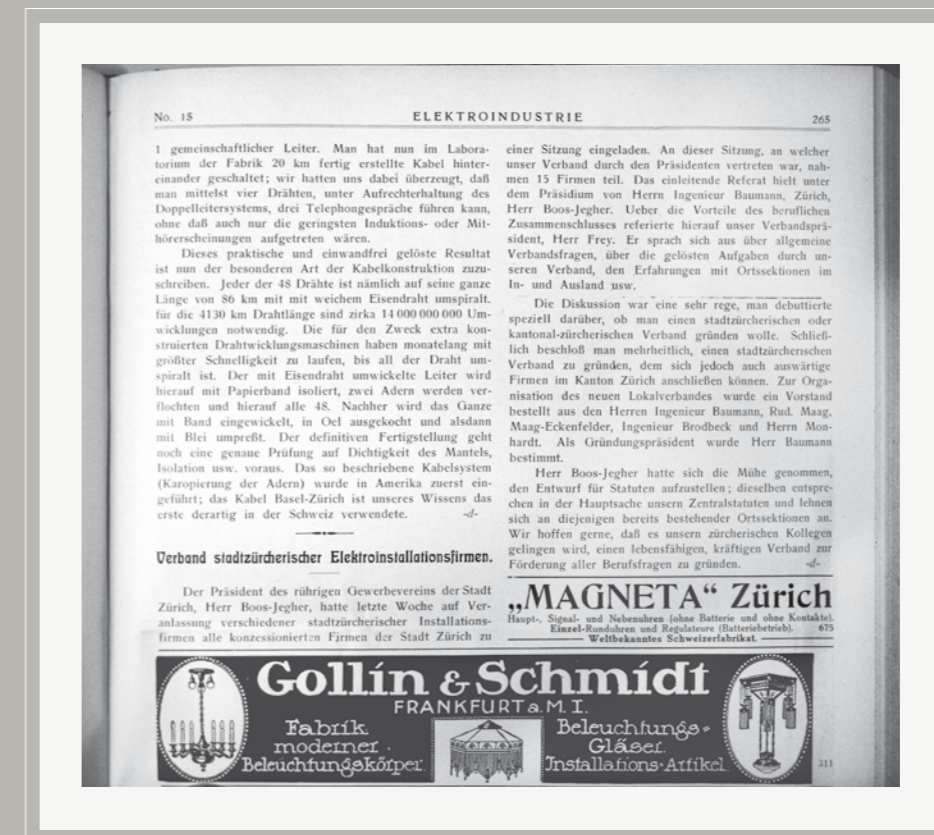 No. 15
ELEKTROINDUSTRIE
265
1 gemeinschaftlicher Leiter. Man hat nun im Labora-
torium der Fabrik 20 km fertig erstellte Kabel hinter-
einander geschaltet; wir hatten uns dabei überzeugt, daß
man mittelst vier Drähten, unter Aufrechterhaltung des
Doppelleitersystems, drei Telephongespräche führen kann,
ohne daß auch nur die geringsten Induktions- oder Mit-
hörerscheinungen aufgetreten wären.
Dieses praktische und einwandfrei gelöste Resultat
ist nun der besonderen Art der Kabelkonstruktion zuzu-
schreiben. Jeder der 48 Drähte ist nämlich auf seine ganze
Länge von 86 km mit mit weichem Eisendraht umspiralt.
für die 4130 km Drahtlänge sind zirka 14 000 000 000 Um-
wicklungen notwendig. Die für den Zweck extra kon-
struierten Drahtwicklungsmaschinen haben monatelang mit
größter Schnelligkeit zu laufen, bis all der Draht um-
spiralt ist. Der mit Eisendraht umwickelte Leiter wird
hierauf mit Papierband isoliert, zwei Adern werden ver-
flochten und hierauf alle 48. Nachher wird das Ganze
mit Band eingewickelt, in Oel ausgekocht und alsdann
mit Blei umpreßt. Der definitiven Fertigstellung geht
noch eine genaue Prüfung auf Dichtigkeit des Mantels,
Isolation usw. voraus. Das so beschriebene Kabelsystem
(Karopierung der Adern) wurde in Amerika zuerst ein-
geführt; das Kabel Basel-Zürich ist unseres Wissens das
erste derartig in der Schweiz verwendete. -d-
Verband stadtzürcherischer Elektroinstallationsfirmen.
Der Präsident des rührigen Gewerbevereins der Stadt
Zürich, Herr Boos-Jegher, hatte letzte Woche auf Ver-
anlassung verschiedener stadtzürcherischer Installations-
firmen alle konzessionierten Firmen der Stadt Zürich zu
einer Sitzung eingeladen. An dieser Sitzung, an welcher
unser Verband durch den Präsidenten vertreten war, nah-
men 15 Firmen teil. Das einleitende Referat hielt unter
dem Präsidium von Herrn Ingenieur Baumann, Zürich,
Herr Boos-Jegher. Ueber die Vorteile des beruflichen
Zusammenschlusses referierte hierauf unser Verbandsprä-
sident, Herr Frey. Er sprach sich aus über allgemeine
Verbandsfragen, über die gelösten Aufgaben durch un-
seren Verband, den Erfahrungen mit Ortssektionen im
In- und Ausland usw.
Die Diskussion war eine sehr rege, man debuttierte
speziell darüber, ob man einen stadtzürcherischen oder
kantonal-zürcherischen Verband gründen wolle. Schließ-
lich beschloß man mehrheitlich, einen stadtzürcherischen
Verband zu gründen, dem sich jedoch auch auswärtige
Firmen im Kanton Zürich anschließen können. Zur Orga-
nisation des neuen Lokalverbandes wurde ein Vorstand
bestellt aus den Herren Ingenieur Baumann, Rud. Maag,
Maag-Eckenfelder, Ingenieur Brodbeck und Herrn Mon-
hardt. Als Gründungspräsident wurde Herr Baumann
bestimmt.
Herr Boos-Jegher hatte sich die Mühe genommen,
den Entwurf für Statuten aufzustellen; dieselben entspre-
chen in der Hauptsache unsern Zentralstatuten und lehnen
sich an diejenigen bereits bestehender Ortssektionen an.
Wir hoffen gerne, daß es unsern zürcherischen Kollegen
gelingen wird, einen lebensfähigen, kräftigen Verband zur
Förderung aller Berufsfragen zu gründen. -d-
„MAGNETA“ Zürich
Haupt-, Signal- und Nebenuhren (ohne Batterie und ohne Kontakte).
Einzel-Rundubren und Regulateure (Batteriebetrieb). 675
Weltbekanntes Schweizerfabrikat.
Gollin & Schmidt
FRANKFURT a. M. I.
Fabrik
moderner
Beleuchtungskörper
Beleuchtungs-
Gläser.
Installations-Artikel.
311